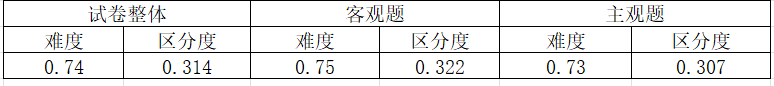 试卷整体 客观题 主观题
难度 区分度 难度 区分度 难度 区分度
0.74 0.314 0.75 0.322 0.73 0.307